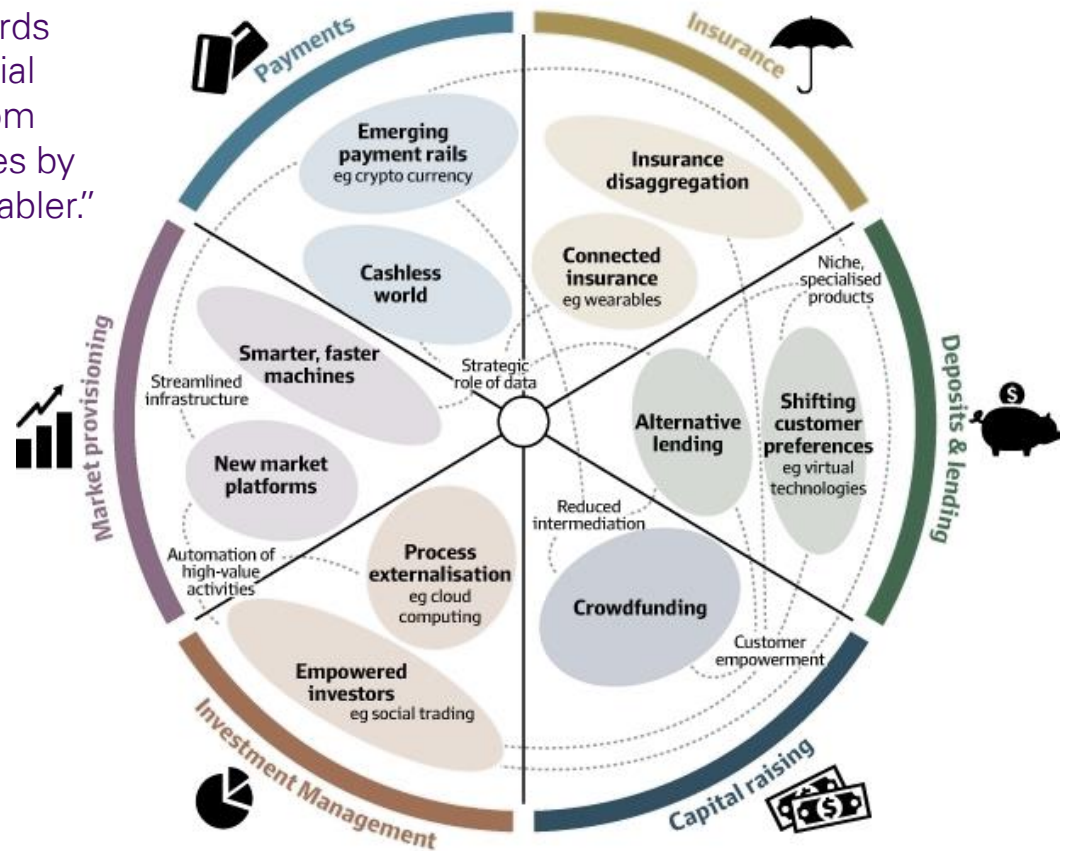 rds
ial
om
es by
abler.”
Payments
Emerging
payment rails
eg crypto currency
Cashless
world
Insurance
Insurance
disaggregation
Connected
insurance
eg wearables
Deposits & lending
Niche,
specialised
products
Alternative
lending
Shifting
customer
preferences
eg virtual
technologies
Strategic
role of data
Market provisioning
Smarter, faster
machines
Streamlined
infrastructure
New market
platforms
Automation of
high-value
activities
Investment Management
Process
externalisation
eg cloud
computing
Empowered
investors
eg social trading
Capital raising
Reduced
intermediation
Crowdfunding
Customer
empowerment
$
$